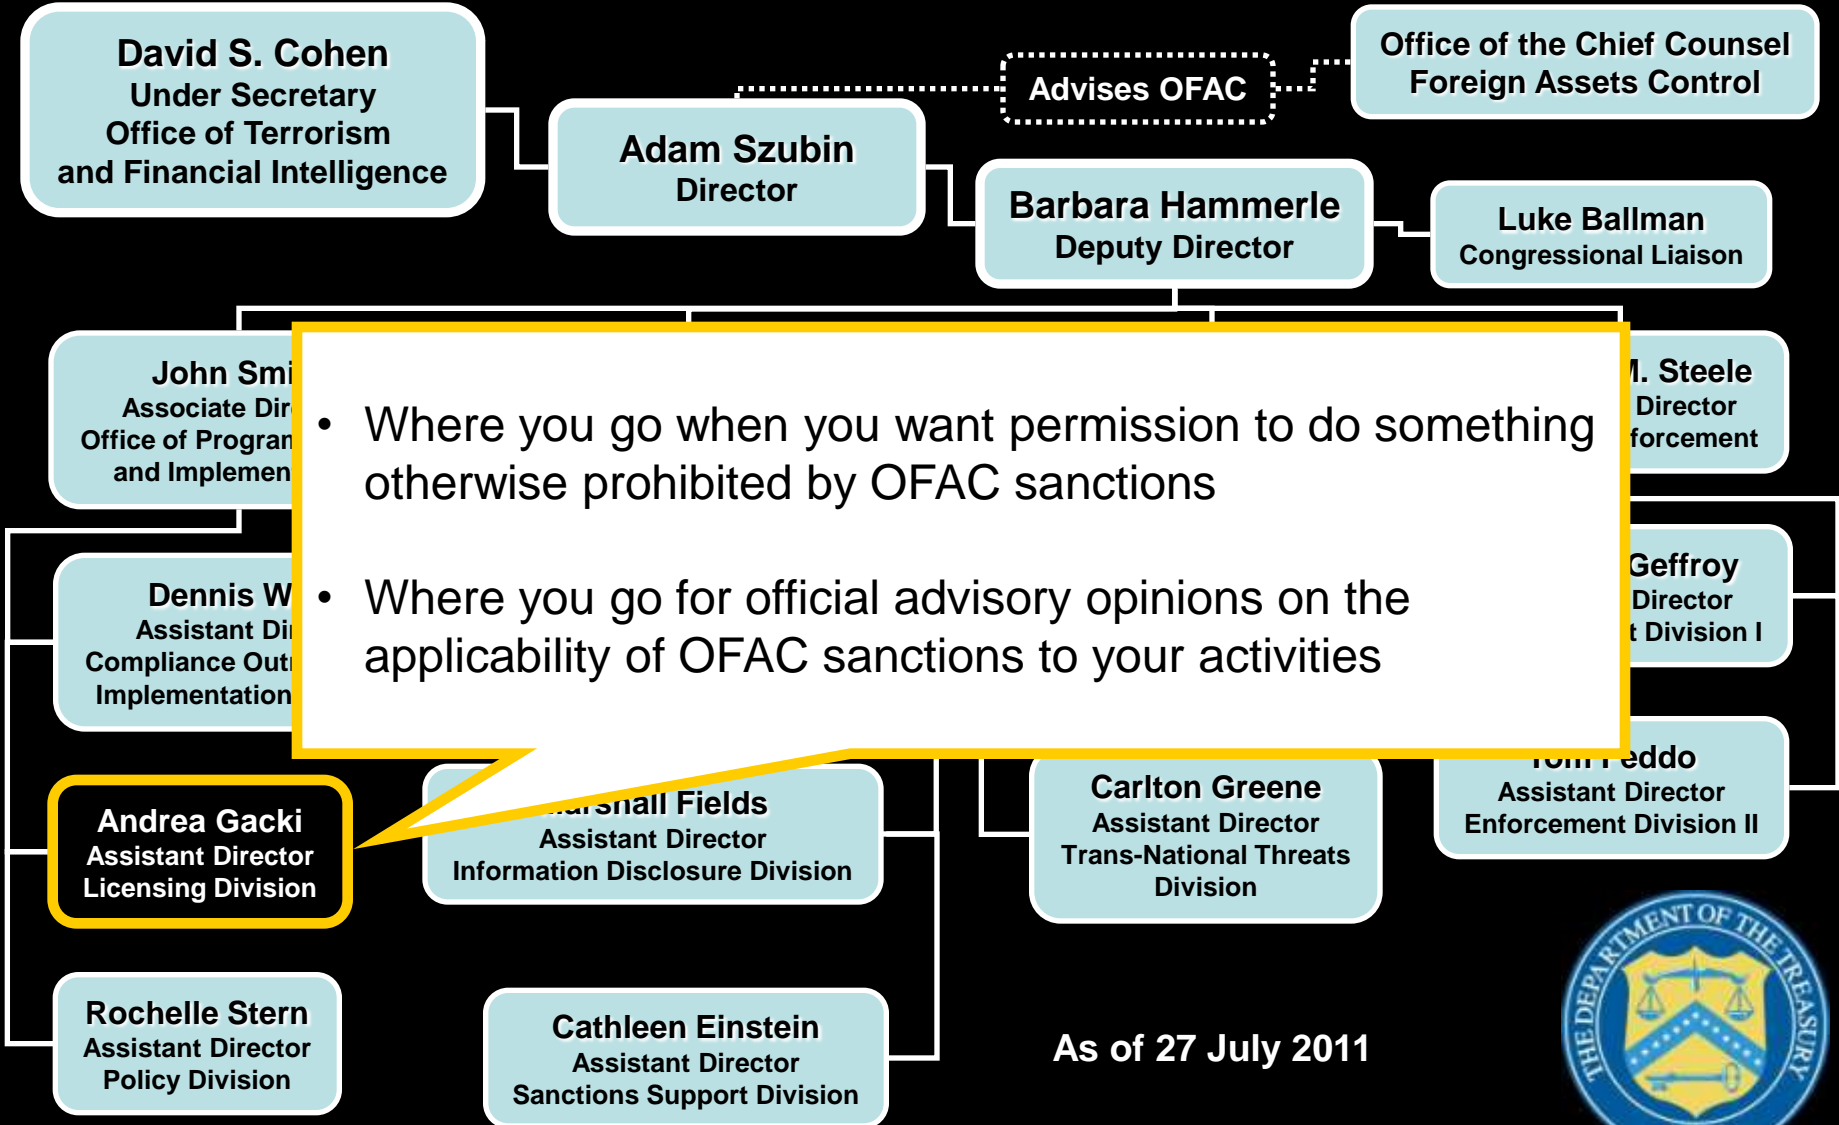 David S. Cohen
Under Secretary
Office of Terrorism
and Financial Intelligence
Advises OFAC
Office of the Chief Counsel
Foreign Assets Control
Adam Szubin
Director
Barbara Hammerle
Deputy Director
Luke Ballman
Congressional Liaison
John
Associate
Office of
and
M. Steele
Director
• Where you go when you want permission to do something
otherwise prohibited by OFAC sanctions
• Where you go for official advisory opinions on the
applicability of OFAC sanctions to your activities
Dennis
Assistant
Compliance
Implementation
Geffroy
Director
Division I
Andrea Gacki
Assistant Director
Licensing Division
Fields
Assistant Director
Information Disclosure Division
Carlton Greene
Assistant Director
Trans-National Threats
Division
Assistant Director
Enforcement Division II
Rochelle Stern
Assistant Director
Policy Division
Cathleen Einstein
Assistant Director
Sanctions Support Division
As of 27 July 2011
THE DEPARTMENT OF THE TREASURY